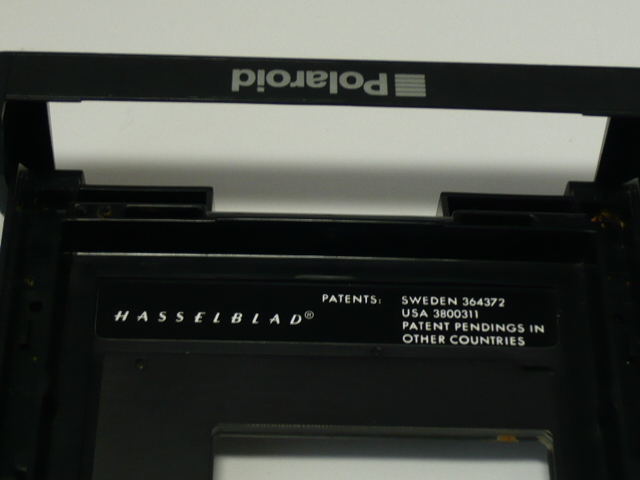 Polaroid
HASSELBLAD®
PATENTS: SWEDEN 364372
USA 3800311
PATENT PENDINGS IN
OTHER COUNTRIES